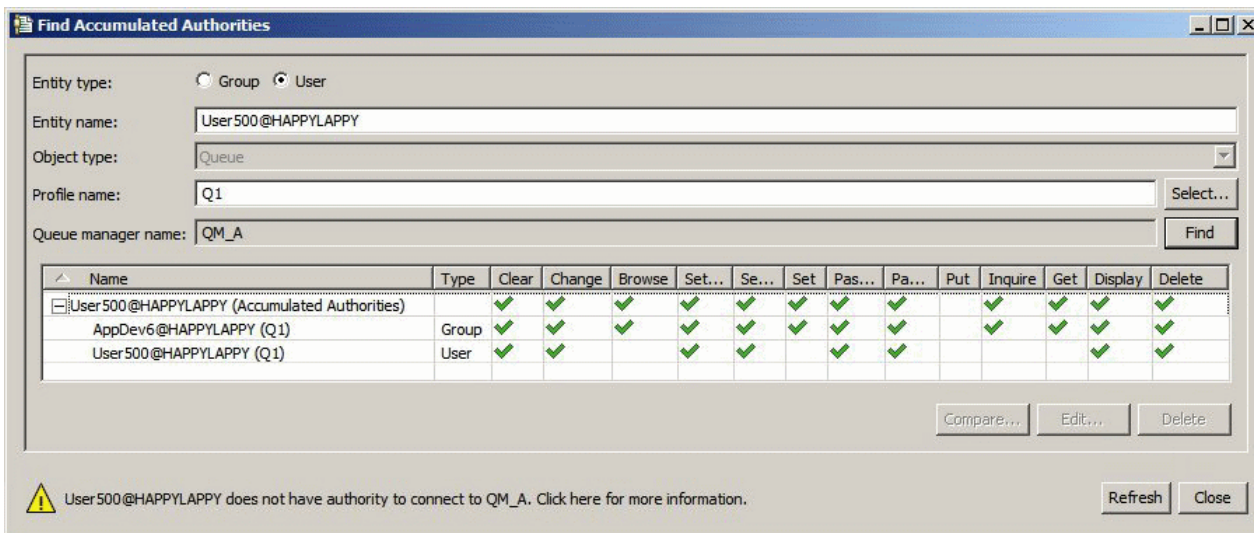 Find Accumulated Authorities
Entity type: Group User
Entity name: User500@HAPPYLAPPY
Object type: Queue
Profile name: Q1 Select...
Queue manager name: QM_A Find
Name Type Clear Change Browse Set... Se... Set Pas... Pa... Put Inquire Get Display Delete
User500@HAPPYLAPPY (Accumulated Authorities)
AppDev6@HAPPYLAPPY (Q1) Group
User500@HAPPYLAPPY (Q1) User
Compare... Edit... Delete
User500@HAPPYLAPPY does not have authority to connect to QM_A. Click here for more information. Refresh Close